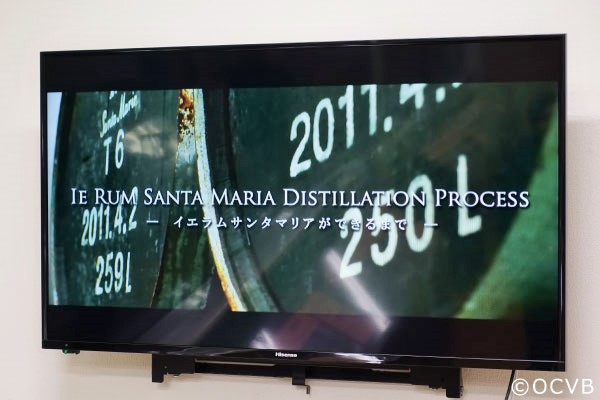 Santa Maria
T6
2011.4.2
259L
2011.4.
250L
IE RUM SANTA MARIA DISTILLATION PROCESS
— イエラムサンタマリアができるまで —
Hisense
©OCVB